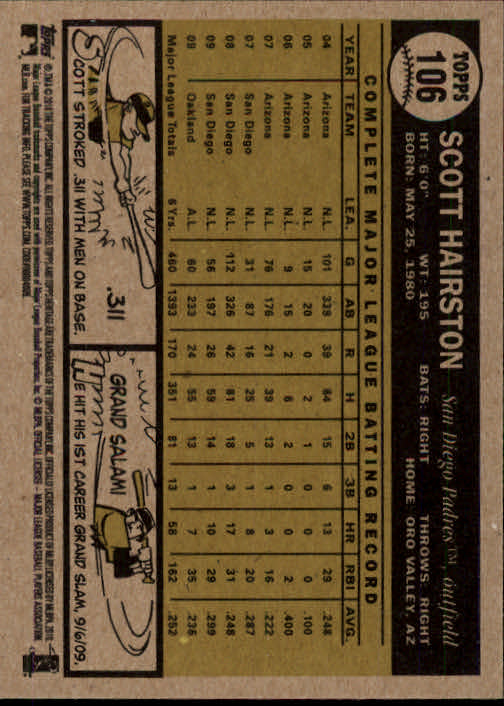 TOPPS
106
SCOTT HAIRSTON San Diego Padres™ outfield
HT: 6'0" WT: 195 BATS: RIGHT THROWS: RIGHT
BORN: MAY 25, 1980 HOME: ORO VALLEY, AZ
COMPLETE MAJOR LEAGUE BATTING RECORD
YEAR TEAM LEA. G AB R H 2B 3B HR RBI AVG.
04 Arizona N.L. 101 339 39 84 15 6 13 29 .248
05 Arizona N.L. 15 20 0 2 1 0 0 0 .100
06 Arizona N.L. 9 15 2 6 2 0 0 2 .400
07 Arizona N.L. 76 176 21 39 13 1 3 16 .222
07 San Diego N.L. 31 87 16 25 5 1 8 20 .287
08 San Diego N.L. 112 326 42 81 18 3 17 31 .248
09 San Diego N.L. 56 197 26 59 14 1 10 29 .299
09 Oakland A.L. 60 233 24 55 13 1 7 35 .236
Major League Totals 6 Yrs. 460 1393 170 351 81 13 58 162 .252
.311
SCOTT STROKED .311 WITH MEN ON BASE.
GRAND SALAMI
HE HIT HIS 1ST CAREER GRAND SLAM, 9/6/09.